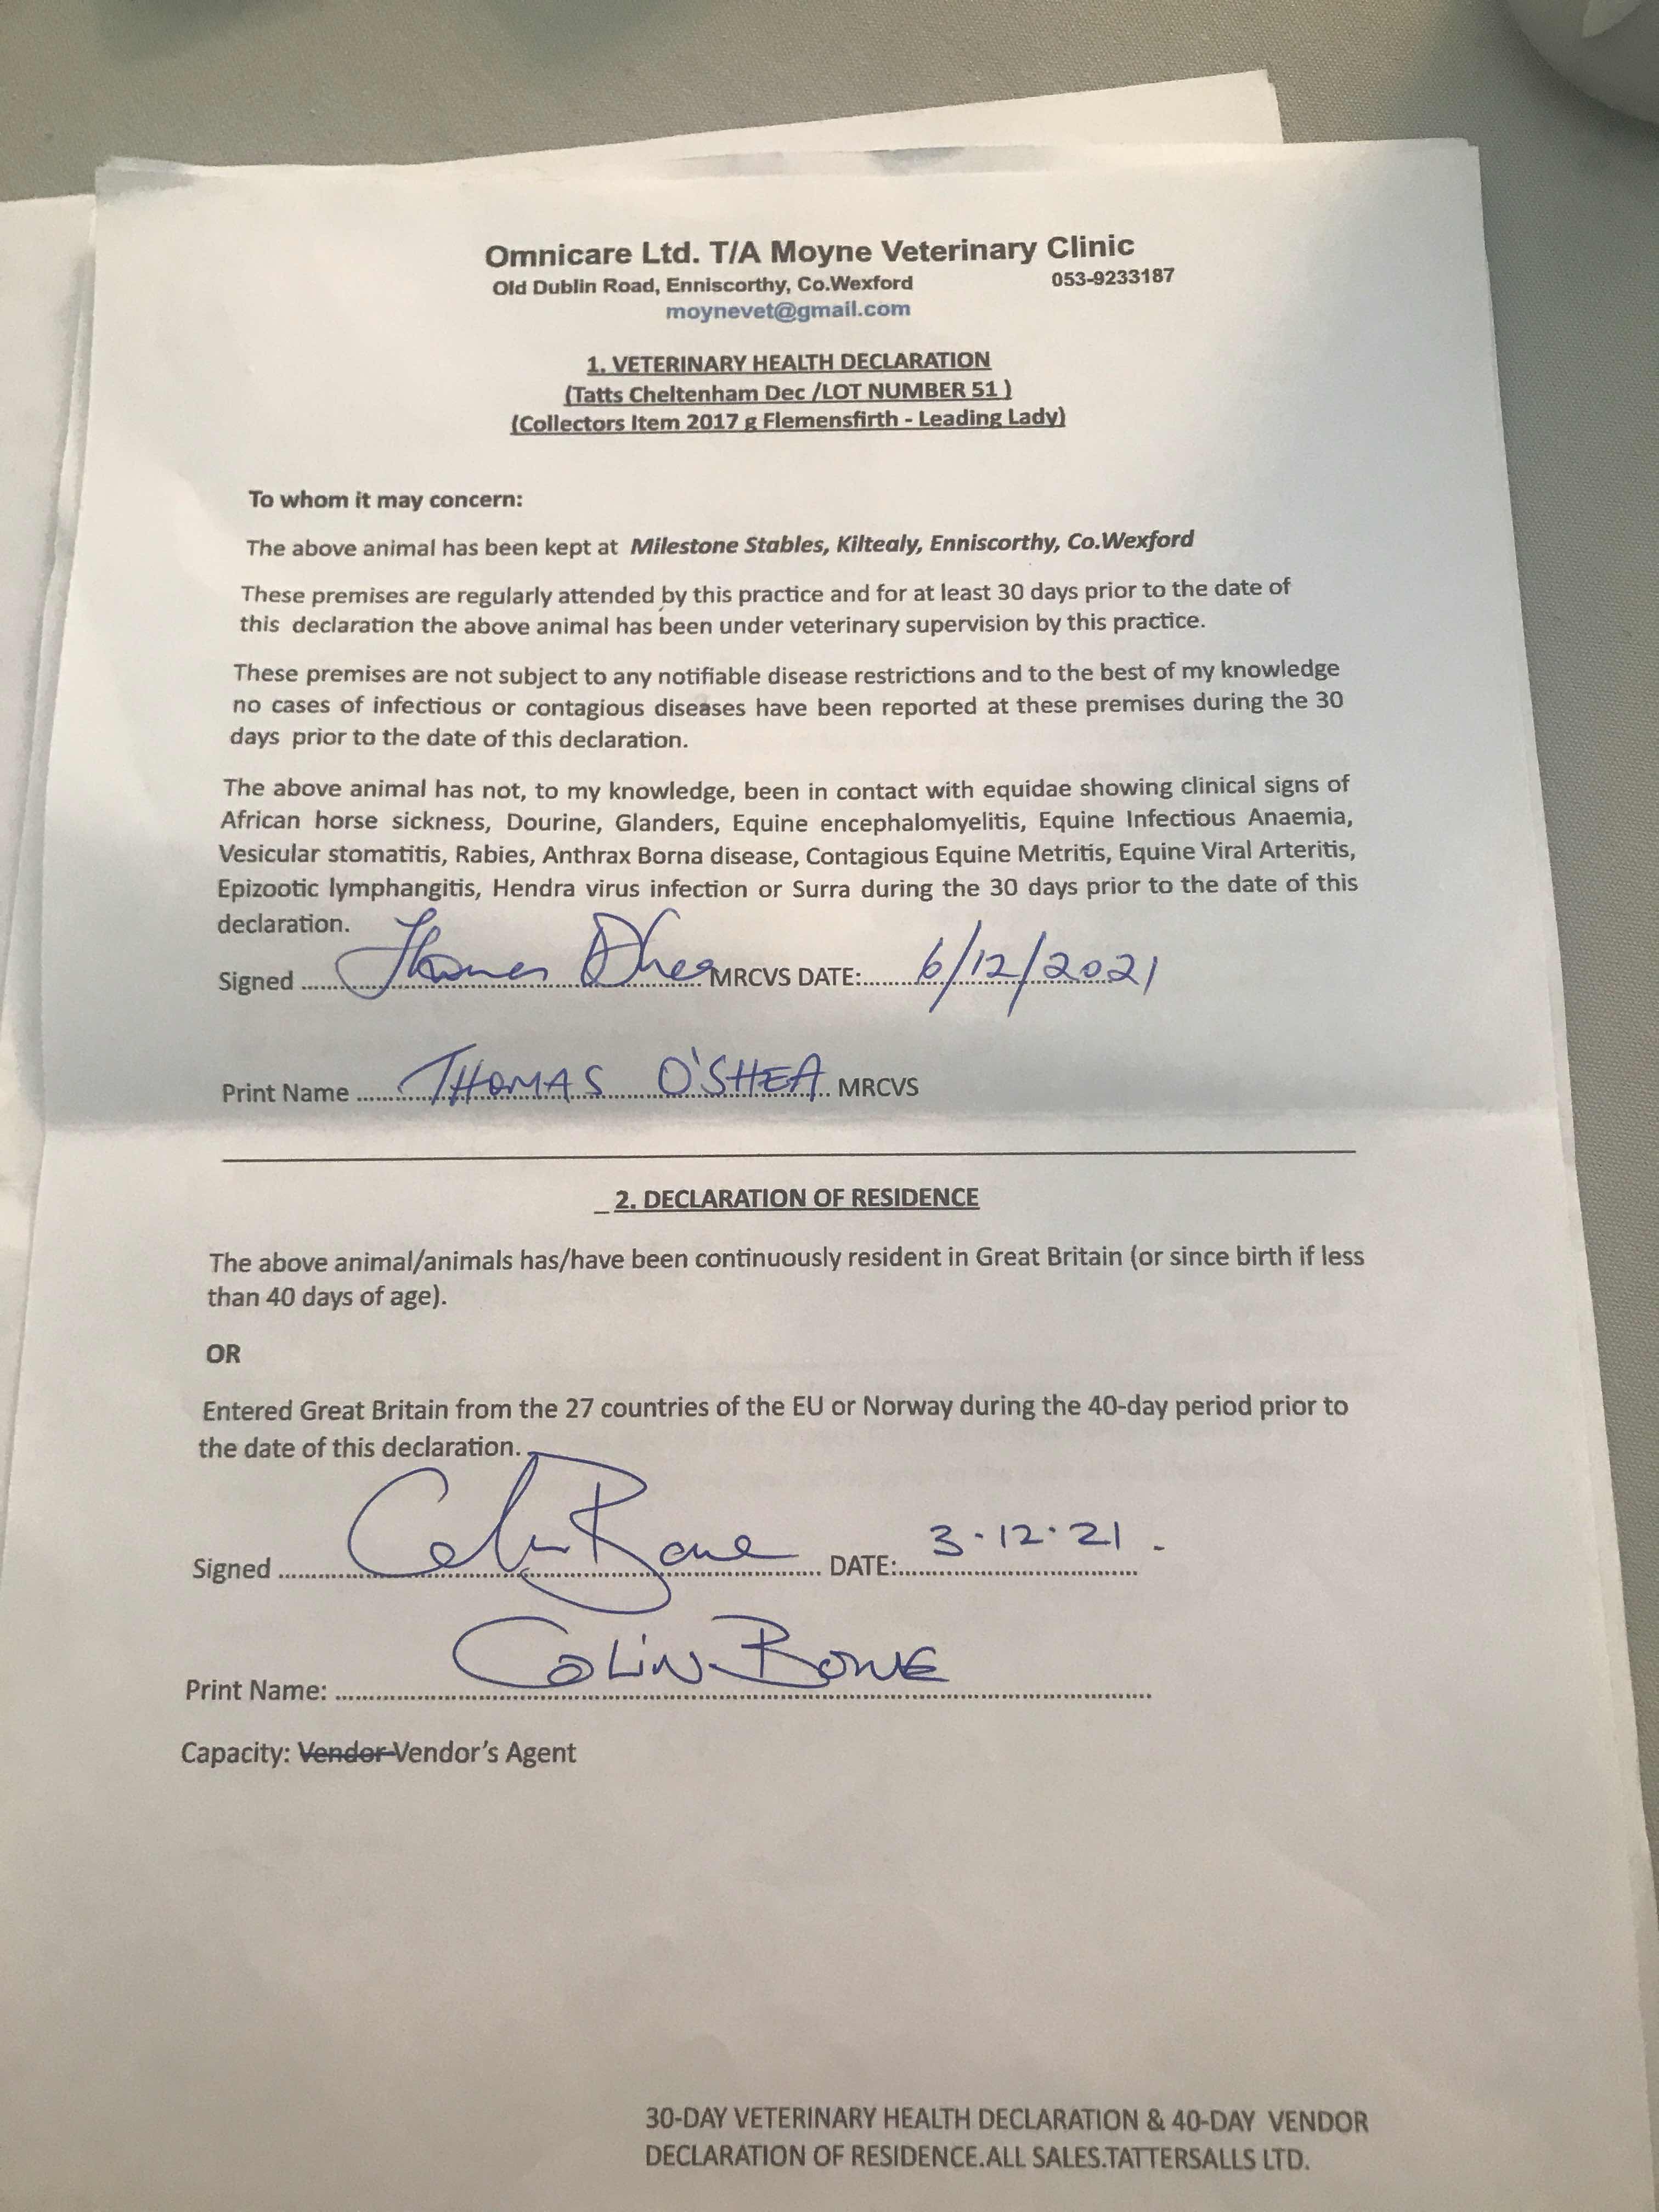 Omnicare Ltd. T/A Moyne Veterinary Clinic
Old Dublin Road, Enniscorthy, Co.Wexford 053-9233187
moynevet@gmail.com
1. VETERINARY HEALTH DECLARATION
(Tatts Cheltenham Dec /LOT NUMBER 51 )
(Collectors Item 2017 g Flemensfirth - Leading Lady)
To whom it may concern:
The above animal has been kept at Milestone Stables, Kiltealy, Enniscorthy, Co.Wexford
These premises are regularly attended by this practice and for at least 30 days prior to the date of
this declaration the above animal has been under veterinary supervision by this practice.
These premises are not subject to any notifiable disease restrictions and to the best of my knowledge
no cases of infectious or contagious diseases have been reported at these premises during the 30
days prior to the date of this declaration.
The above animal has not, to my knowledge, been in contact with equidae showing clinical signs of
African horse sickness, Dourine, Glanders, Equine encephalomyelitis, Equine Infectious Anaemia,
Vesicular stomatitis, Rabies, Anthrax Borna disease, Contagious Equine Metritis, Equine Viral Arteritis,
Epizootic lymphangitis, Hendra virus infection or Surra during the 30 days prior to the date of this
declaration.
Signed ..... Thomas O'Shea MRCVS DATE:..... 6/12/2021
Print Name ..... THOMAS O'SHEA MRCVS
_ 2. DECLARATION OF RESIDENCE
The above animal/animals has/have been continuously resident in Great Britain (or since birth if less
than 40 days of age).
OR
Entered Great Britain from the 27 countries of the EU or Norway during the 40-day period prior to
the date of this declaration.
Signed ..... Colin Bowe DATE:..... 3-12-21 -
Print Name: ..... COLIN BOWE
Capacity: Vendor Vendor's Agent
30-DAY VETERINARY HEALTH DECLARATION & 40-DAY VENDOR
DECLARATION OF RESIDENCE.ALL SALES.TATTERSALLS LTD.